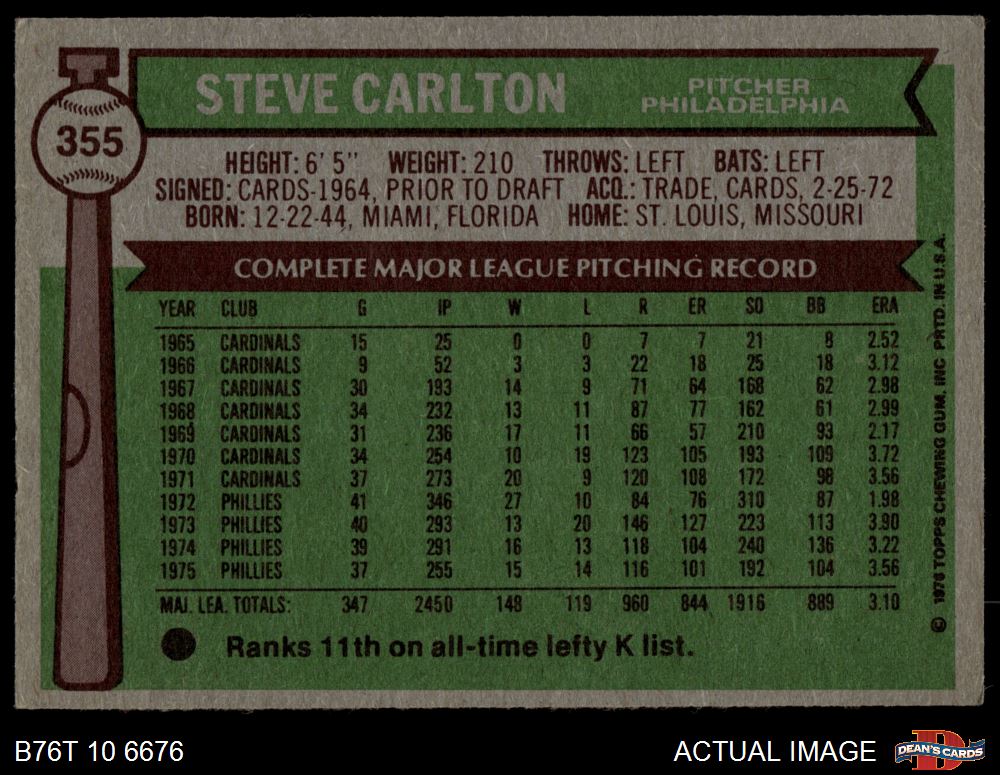 STEVE CARLTON
PITCHER
PHILADELPHIA
355
HEIGHT: 6' 5" WEIGHT: 210 THROWS: LEFT BATS: LEFT
SIGNED: CARDS-1964, PRIOR TO DRAFT ACQ.: TRADE, CARDS, 2-25-72
BORN: 12-22-44, MIAMI, FLORIDA HOME: ST. LOUIS, MISSOURI
COMPLETE MAJOR LEAGUE PITCHING RECORD
YEAR CLUB G IP W L R ER SO BB ERA
1965 CARDINALS 15 25 0 0 7 7 21 8 2.52
1966 CARDINALS 9 52 3 3 22 18 25 18 3.12
1967 CARDINALS 30 193 14 9 71 64 168 62 2.98
1968 CARDINALS 34 232 13 11 87 77 162 61 2.99
1969 CARDINALS 31 236 17 11 66 57 210 93 2.17
1970 CARDINALS 34 254 10 19 123 105 193 109 3.72
1971 CARDINALS 37 273 20 9 120 108 172 98 3.56
1972 PHILLIES 41 346 27 10 84 76 310 87 1.98
1973 PHILLIES 40 293 13 20 146 127 223 113 3.90
1974 PHILLIES 39 291 16 13 118 104 240 136 3.22
1975 PHILLIES 37 255 15 14 116 101 192 104 3.56
MAJ. LEA. TOTALS: 347 2450 148 119 960 844 1916 889 3.10
Ranks 11th on all-time lefty K list.
© 1976 TOPPS CHEWING GUM, INC PRTD. IN U.S.A.
B76T 10 6676
ACTUAL IMAGE
DEAN'S CARDS